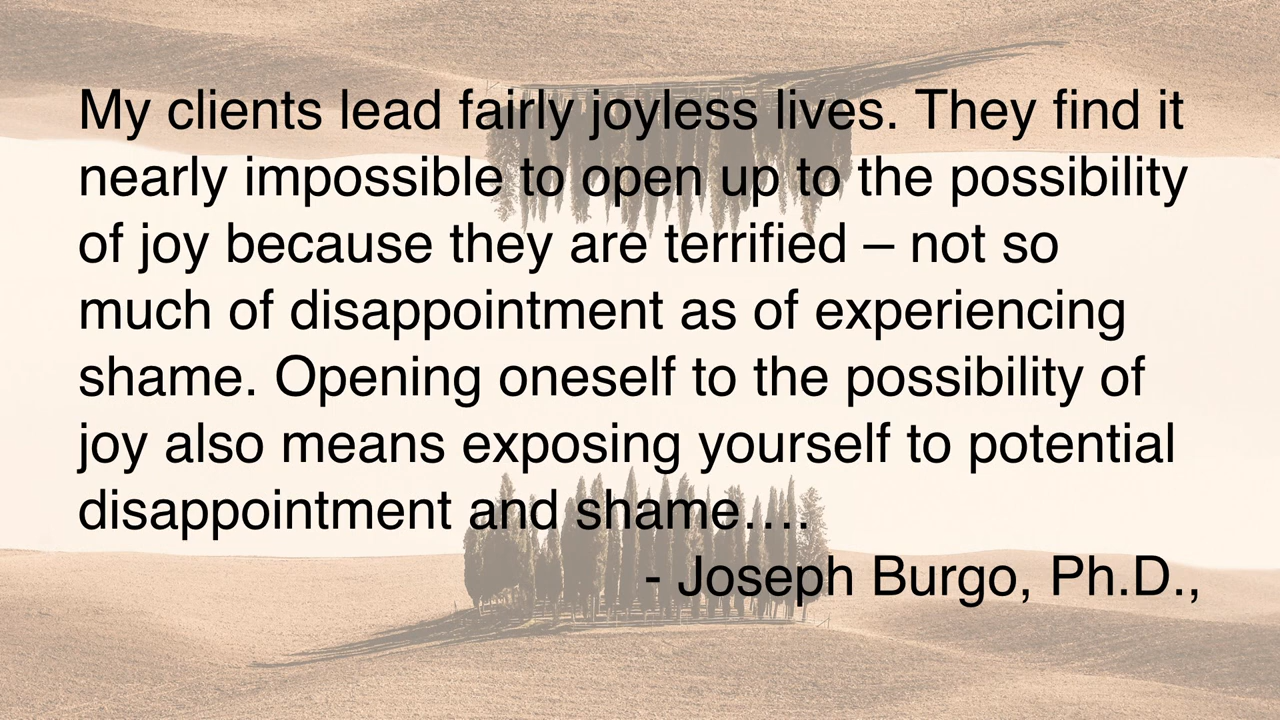 My clients lead fairly joyless lives. They find it
nearly impossible to open up to the possibility
of joy because they are terrified – not so
much of disappointment as of experiencing
shame. Opening oneself to the possibility of
joy also means exposing yourself to potential
disappointment and shame….
- Joseph Burgo, Ph.D.,